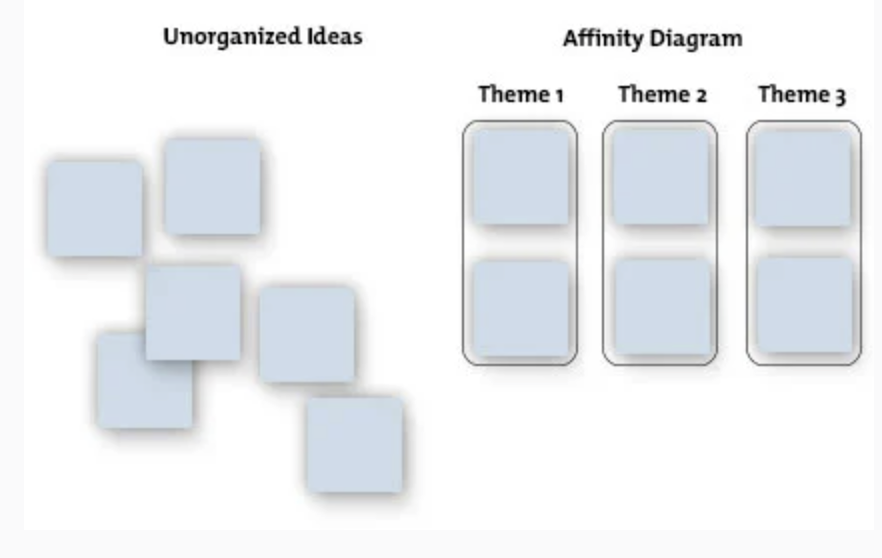 Unorganized Ideas
Affinity Diagram
Theme 1
Theme 2
Theme 3